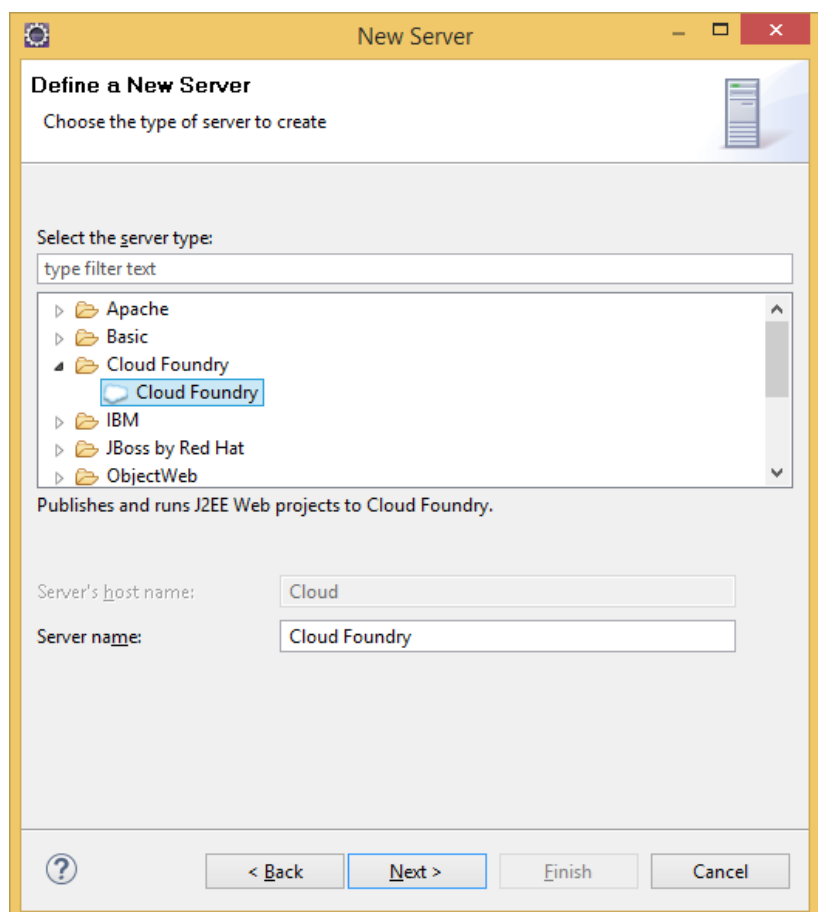 New Server
Define a New Server
Choose the type of server to create
Select the server type:
type filter text
Apache
Basic
Cloud Foundry
Cloud Foundry
IBM
JBoss by Red Hat
ObjectWeb
Publishes and runs J2EE Web projects to Cloud Foundry.
Server's host name: Cloud
Server name: Cloud Foundry
? < Back Next > Finish Cancel